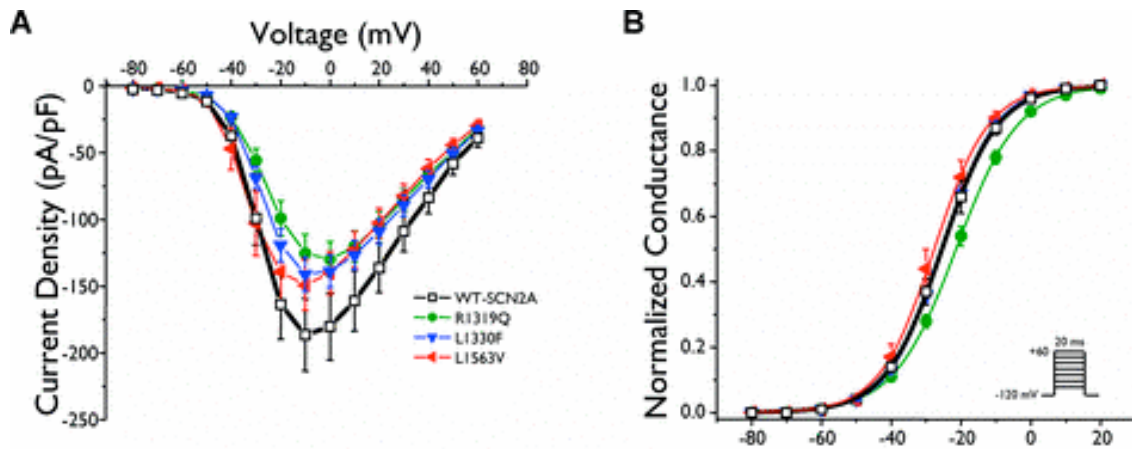 A
Voltage (mV)
-80 -60 -40 -20 0 20 40 60 80
0
-50
-100
-150
-200
-250
Current Density (pA/pF)
WT-SCN2A
R1319Q
L1330F
L1563V
B
Normalized Conductance
1.0
0.8
0.6
0.4
0.2
0.0
-80 -60 -40 -20 0 20
20 ms
+60
-120 mV